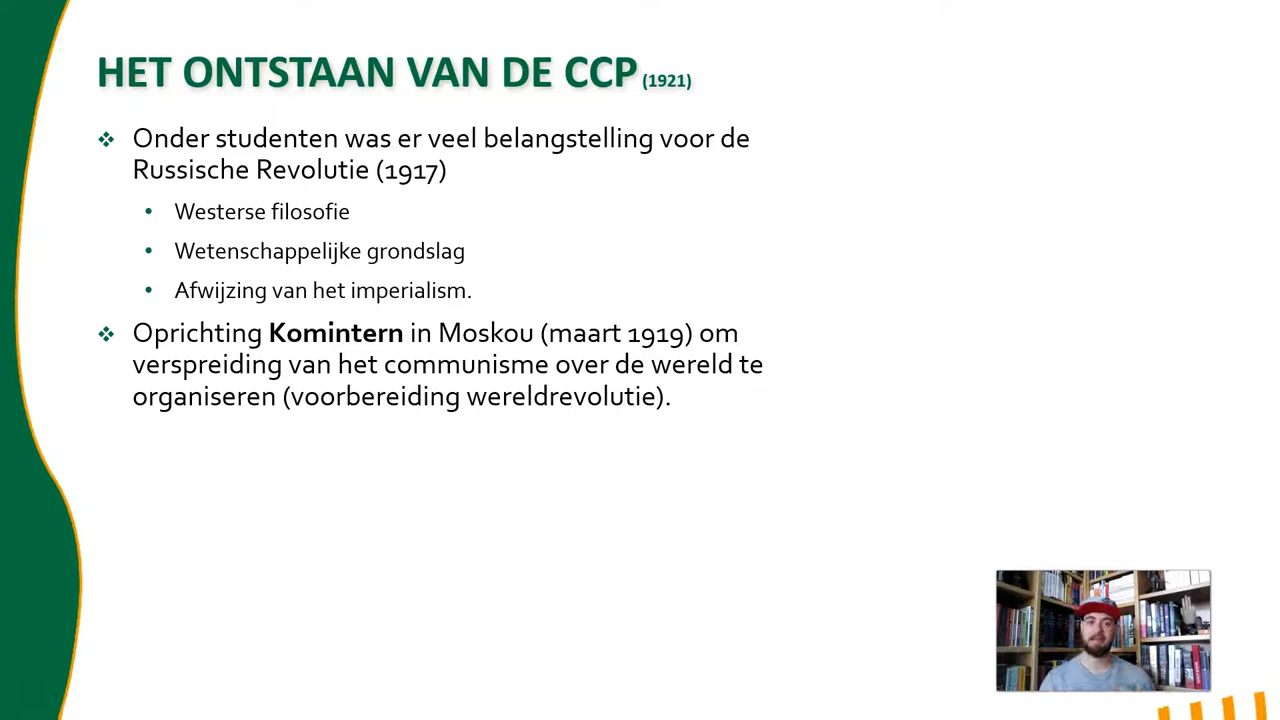 HET ONTSTAAN VAN DE CCP (1921)
Onder studenten was er veel belangstelling voor de
Russische Revolutie (1917)
Westerse filosofie
Wetenschappelijke grondslag
Afwijzing van het imperialism.
Oprichting Komintern in Moskou (maart 1919) om
verspreiding van het communisme over de wereld te
organiseren (voorbereiding wereldrevolutie).